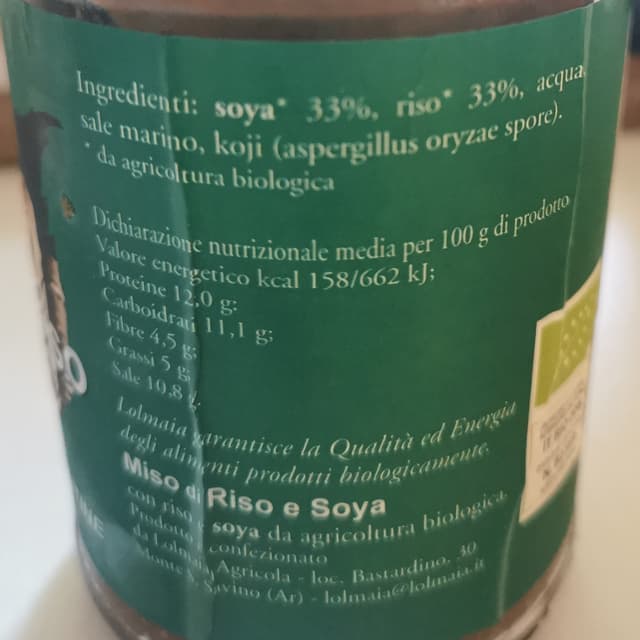 Ingredienti: soya* 33%, riso* 33%, acqua,
sale marino, koji (aspergillus oryzae spore).
* da agricoltura biologica
Dichiarazione nutrizionale media per 100 g di prodotto
Valore energetico kcal 158/662 kJ;
Proteine 12,0 g;
Carboidrati 11,1 g;
Fibre 4,5 g;
Grassi 5 g;
Sale 10,8
Lolmaia garantisce la Qualità ed Energia
degli alimenti prodotti biologicamente.
Miso di Riso e Soya
con riso e soya da agricoltura biologica
Prodotto confezionato
da Lolmaia Agricola - loc. Bastardino, 30
Monte S. Savino (Ar) - lolmaia@lolmaia.it